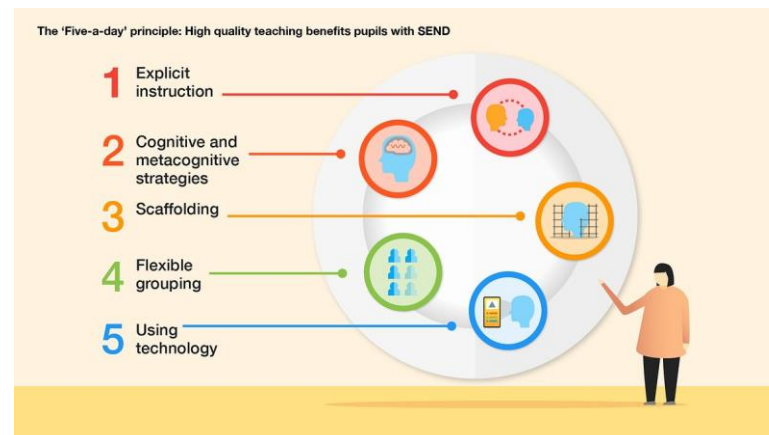 The ‘Five-a-day’ principle: High quality teaching benefits pupils with SEND
1 Explicit
instruction
2 Cognitive and
metacognitive
strategies
3 Scaffolding
4 Flexible
grouping
5 Using
technology